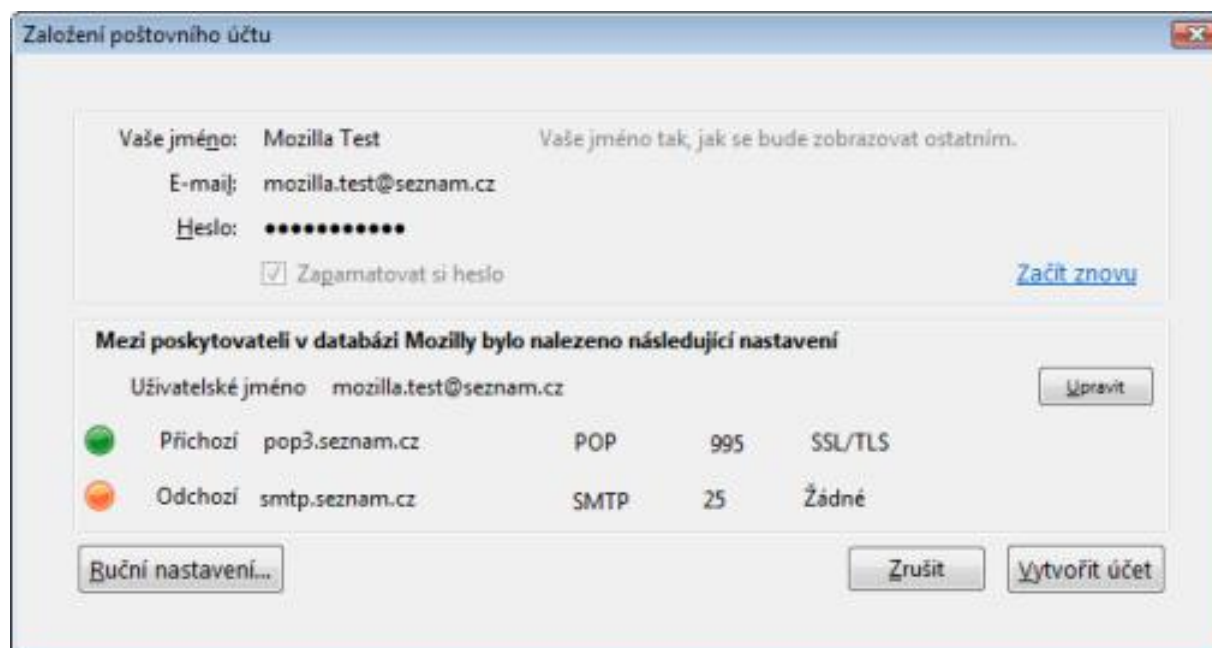 Založení poštovního účtu
Vaše jméno: Mozilla Test Vaše jméno tak, jak se bude zobrazovat ostatním.
E-mail: mozilla.test@seznam.cz
Heslo: •••••••••••
Zapamatovat si heslo Začít znovu
Mezi poskytovateli v databázi Mozilly bylo nalezeno následující nastavení
Uživatelské jméno mozilla.test@seznam.cz Upravit
Příchozí pop3.seznam.cz POP 995 SSL/TLS
Odchozí smtp.seznam.cz SMTP 25 Žádné
Ruční nastavení... Zrušit Vytvořit účet